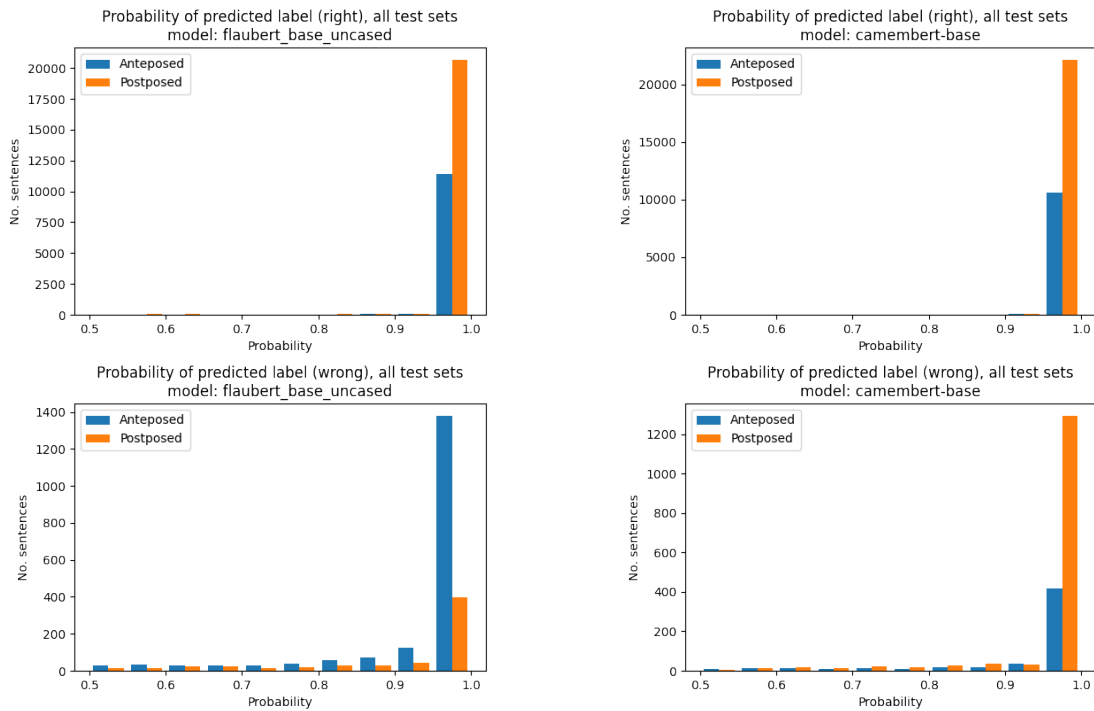 Probability of predicted label (right), all test sets
model: flaubert_base_uncased
Anteposed
Postposed
No. sentences
20000
17500
15000
12500
10000
7500
5000
2500
0
0.5 0.6 0.7 0.8 0.9 1.0
Probability
Probability of predicted label (right), all test sets
model: camembert-base
Anteposed
Postposed
No. sentences
20000
15000
10000
5000
0
0.5 0.6 0.7 0.8 0.9 1.0
Probability
Probability of predicted label (wrong), all test sets
model: flaubert_base_uncased
Anteposed
Postposed
No. sentences
1400
1200
1000
800
600
400
200
0
0.5 0.6 0.7 0.8 0.9 1.0
Probability
Probability of predicted label (wrong), all test sets
model: camembert-base
Anteposed
Postposed
No. sentences
1200
1000
800
600
400
200
0
0.5 0.6 0.7 0.8 0.9 1.0
Probability